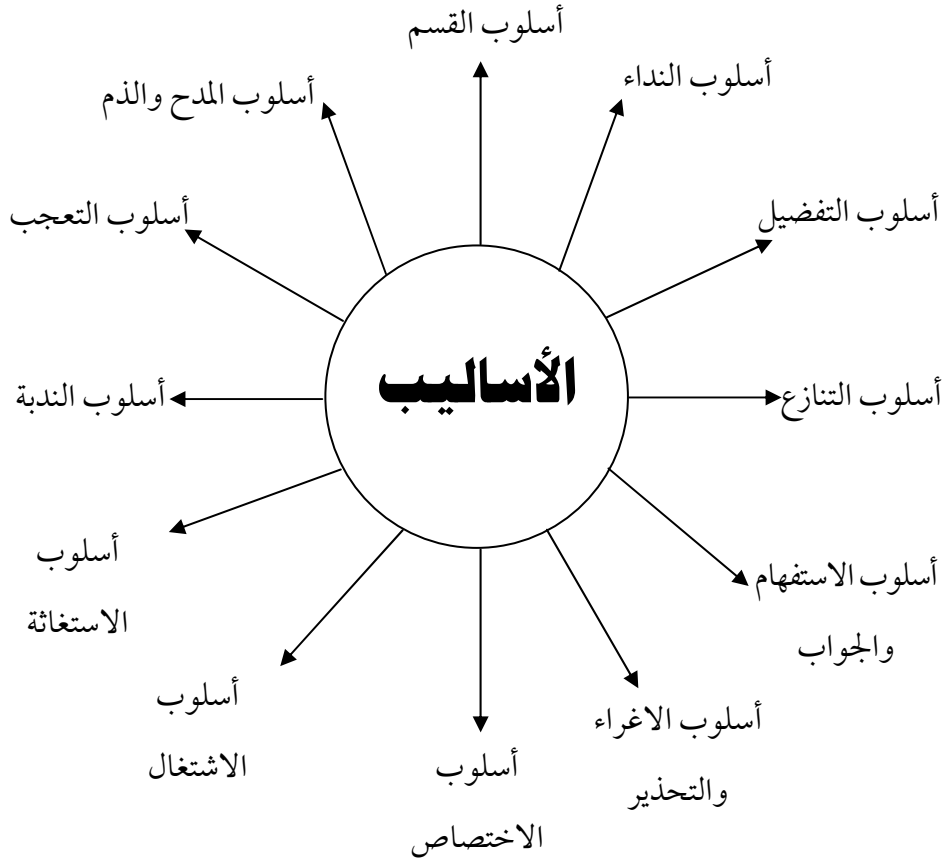 أسلوب القسم
أسلوب النداء
أسلوب المدح والذم
أسلوب التفضيل
أسلوب التعجب
الأساليب
أسلوب التنازع
أسلوب الندبة
أسلوب الاستفهام
والجواب
أسلوب
الاستغاثة
أسلوب الاغراء
والتحذير
أسلوب
الاختصاص
أسلوب
الاشتغال